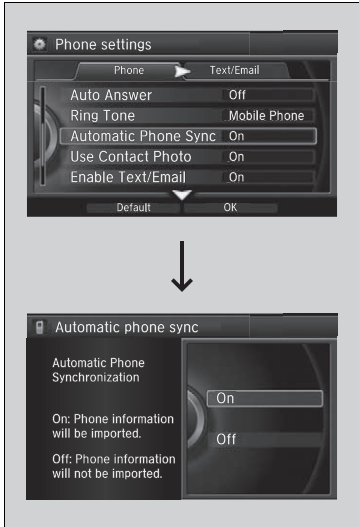 Phone settings
Phone Text/Email
Auto Answer Off
Ring Tone Mobile Phone
Automatic Phone Sync On
Use Contact Photo On
Enable Text/Email On
Default OK
Automatic phone sync
Automatic Phone
Synchronization
On: Phone information
will be imported.
Off: Phone information
will not be imported.
On
Off